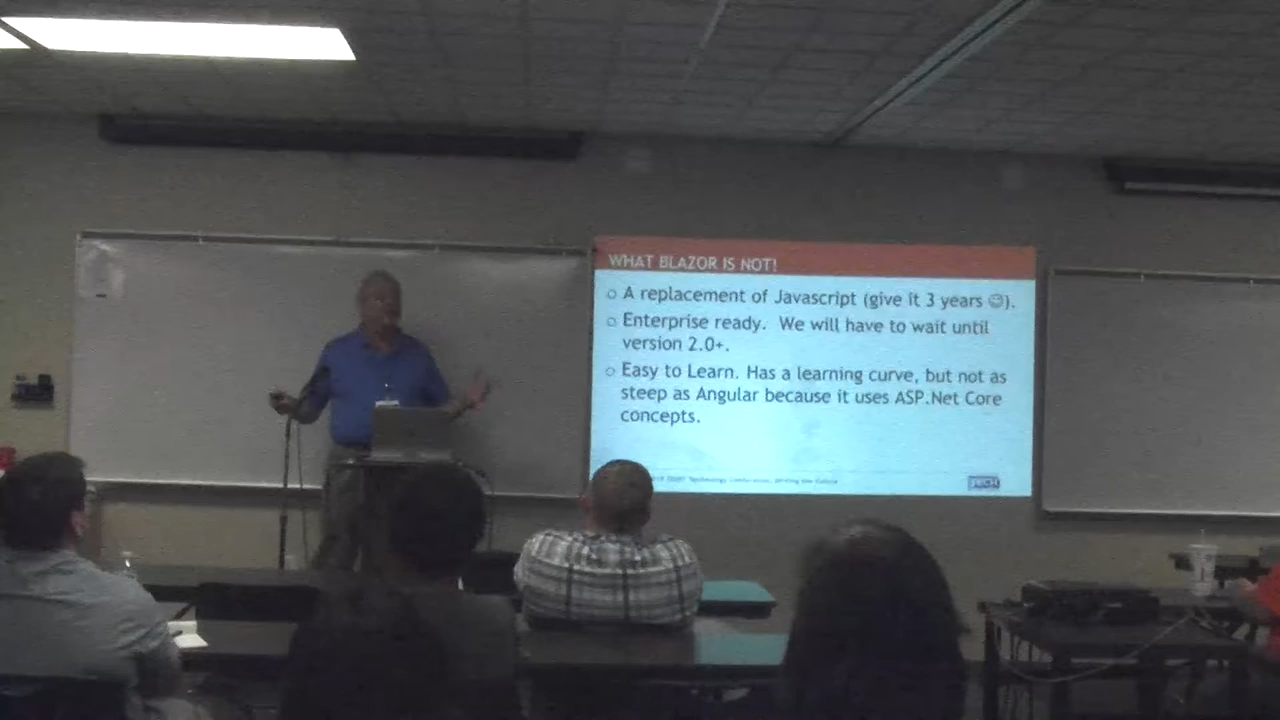 WHAT BLAZOR IS NOT!
A replacement of Javascript (give it 3 years ☺).
Enterprise ready. We will have to wait until
version 2.0+.
Easy to Learn. Has a learning curve, but not as
steep as Angular because it uses ASP.Net Core
concepts.
TECH